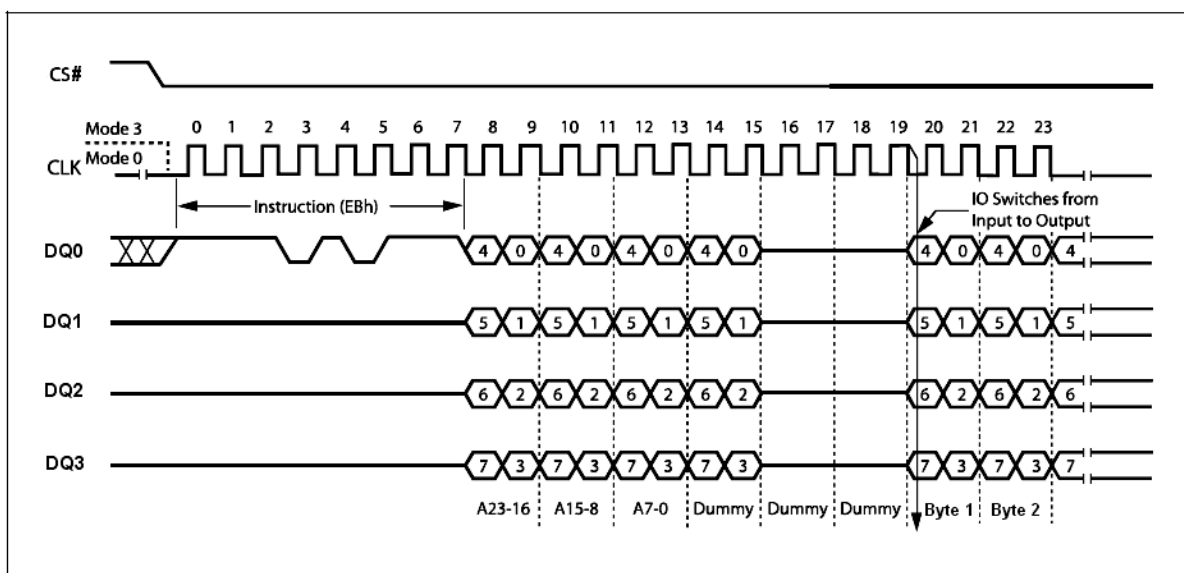 CS#
Mode 3
0 1 2 3 4 5 6 7 8 9 10 11 12 13 14 15 16 17 18 19 20 21 22 23
CLK
Mode 0
Instruction (EBh)
IO Switches from
Input to Output
DQ0
4 0 4 0 4 0 4 0 4 0 4 0 4
DQ1
5 1 5 1 5 1 5 1 5 1 5 1 5
DQ2
6 2 6 2 6 2 6 2 6 2 6 2 6
DQ3
7 3 7 3 7 3 7 3 7 3 7 3 7
A23-16 A15-8 A7-0 Dummy Dummy Dummy Byte 1 Byte 2